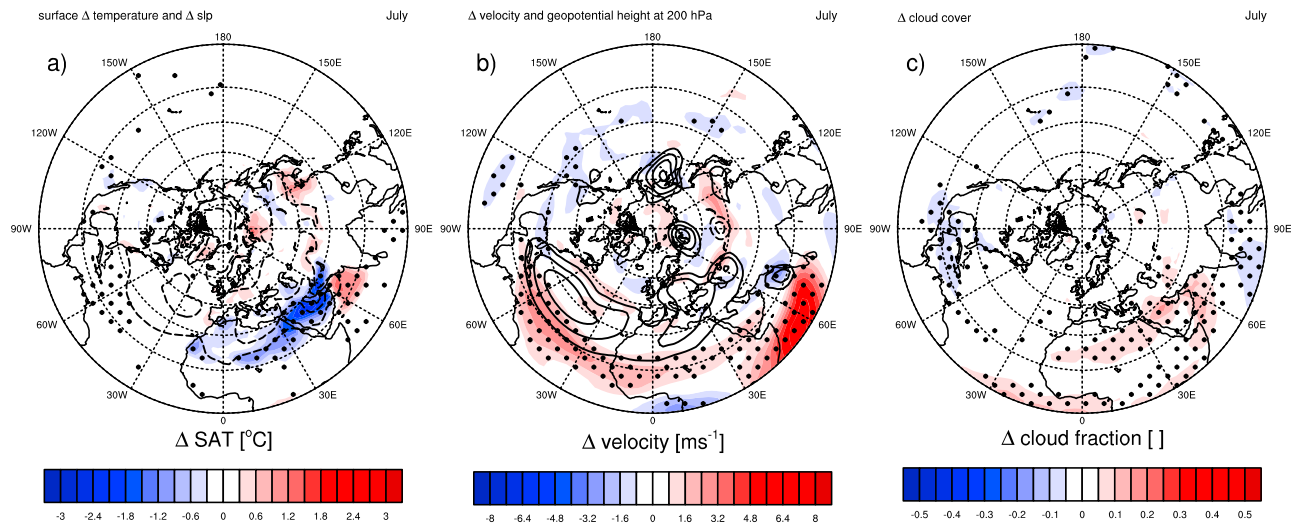 surface Δ temperature and Δ slp July
a)
180
150W 150E
120W 120E
90W 90E
60W 60E
30W 30E
0
Δ SAT [°C]
-3 -2.4 -1.8 -1.2 -0.6 0 0.6 1.2 1.8 2.4 3
Δ velocity and geopotential height at 200 hPa July
b)
180
150W 150E
120W 120E
90W 90E
60W 60E
30W 30E
0
Δ velocity [ms⁻¹]
-8 -6.4 -4.8 -3.2 -1.6 0 1.6 3.2 4.8 6.4 8
Δ cloud cover July
c)
180
150W 150E
120W 120E
90W 90E
60W 60E
30W 30E
0
Δ cloud fraction [ ]
-0.5 -0.4 -0.3 -0.2 -0.1 0 0.1 0.2 0.3 0.4 0.5